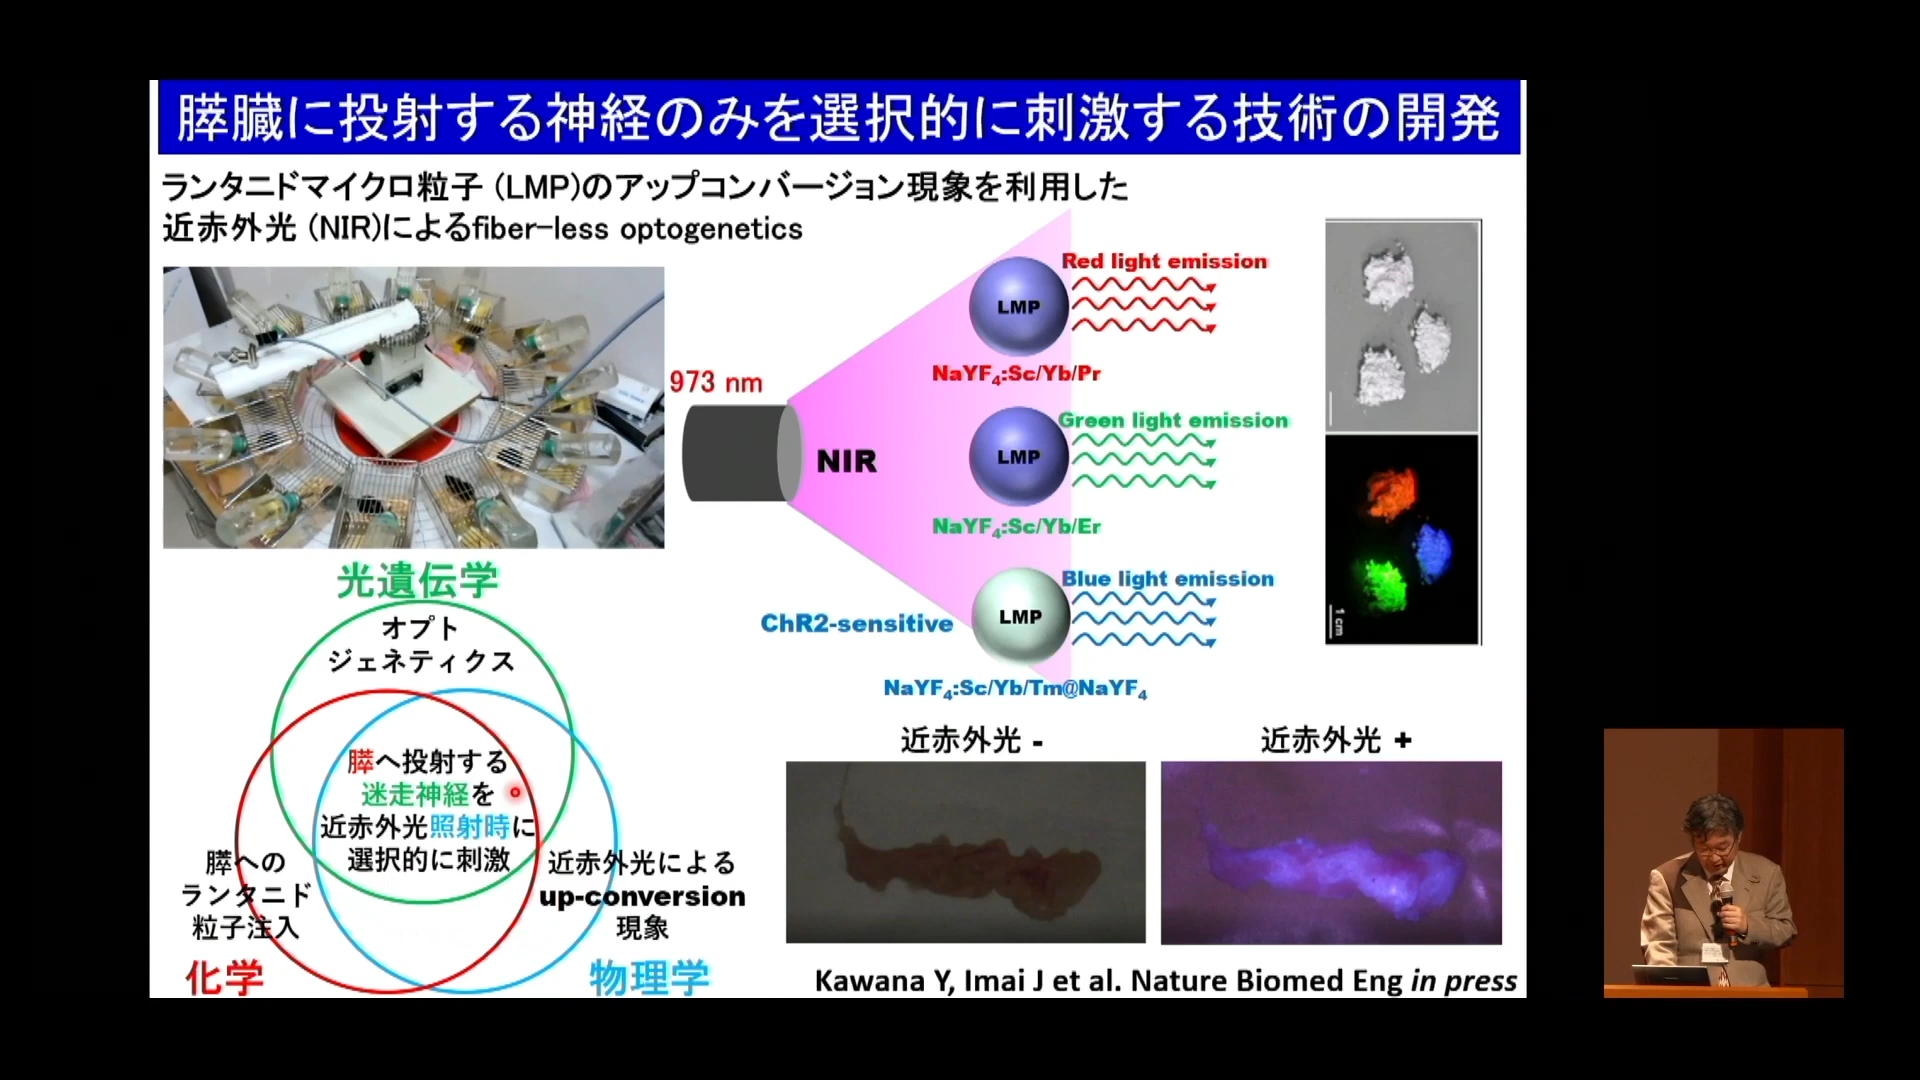 膵臓に投射する神経のみを選択的に刺激する技術の開発
ランタニドマイクロ粒子 (LMP)のアップコンバージョン現象を利用した
近赤外光 (NIR)によるfiber-less optogenetics
973 nm
NIR
LMP
Red light emission
NaYF4:Sc/Yb/Pr
LMP
Green light emission
NaYF4:Sc/Yb/Er
ChR2-sensitive
LMP
Blue light emission
NaYF4:Sc/Yb/Tm@NaYF4
1 cm
光遺伝学
オプト
ジェネティクス
膵へ投射する
迷走神経を
近赤外光照射時に
選択的に刺激
膵への
ランタニド
粒子注入
化学
近赤外光による
up-conversion
現象
物理学
近赤外光 -
近赤外光 +
Kawana Y, Imai J et al. Nature Biomed Eng in press